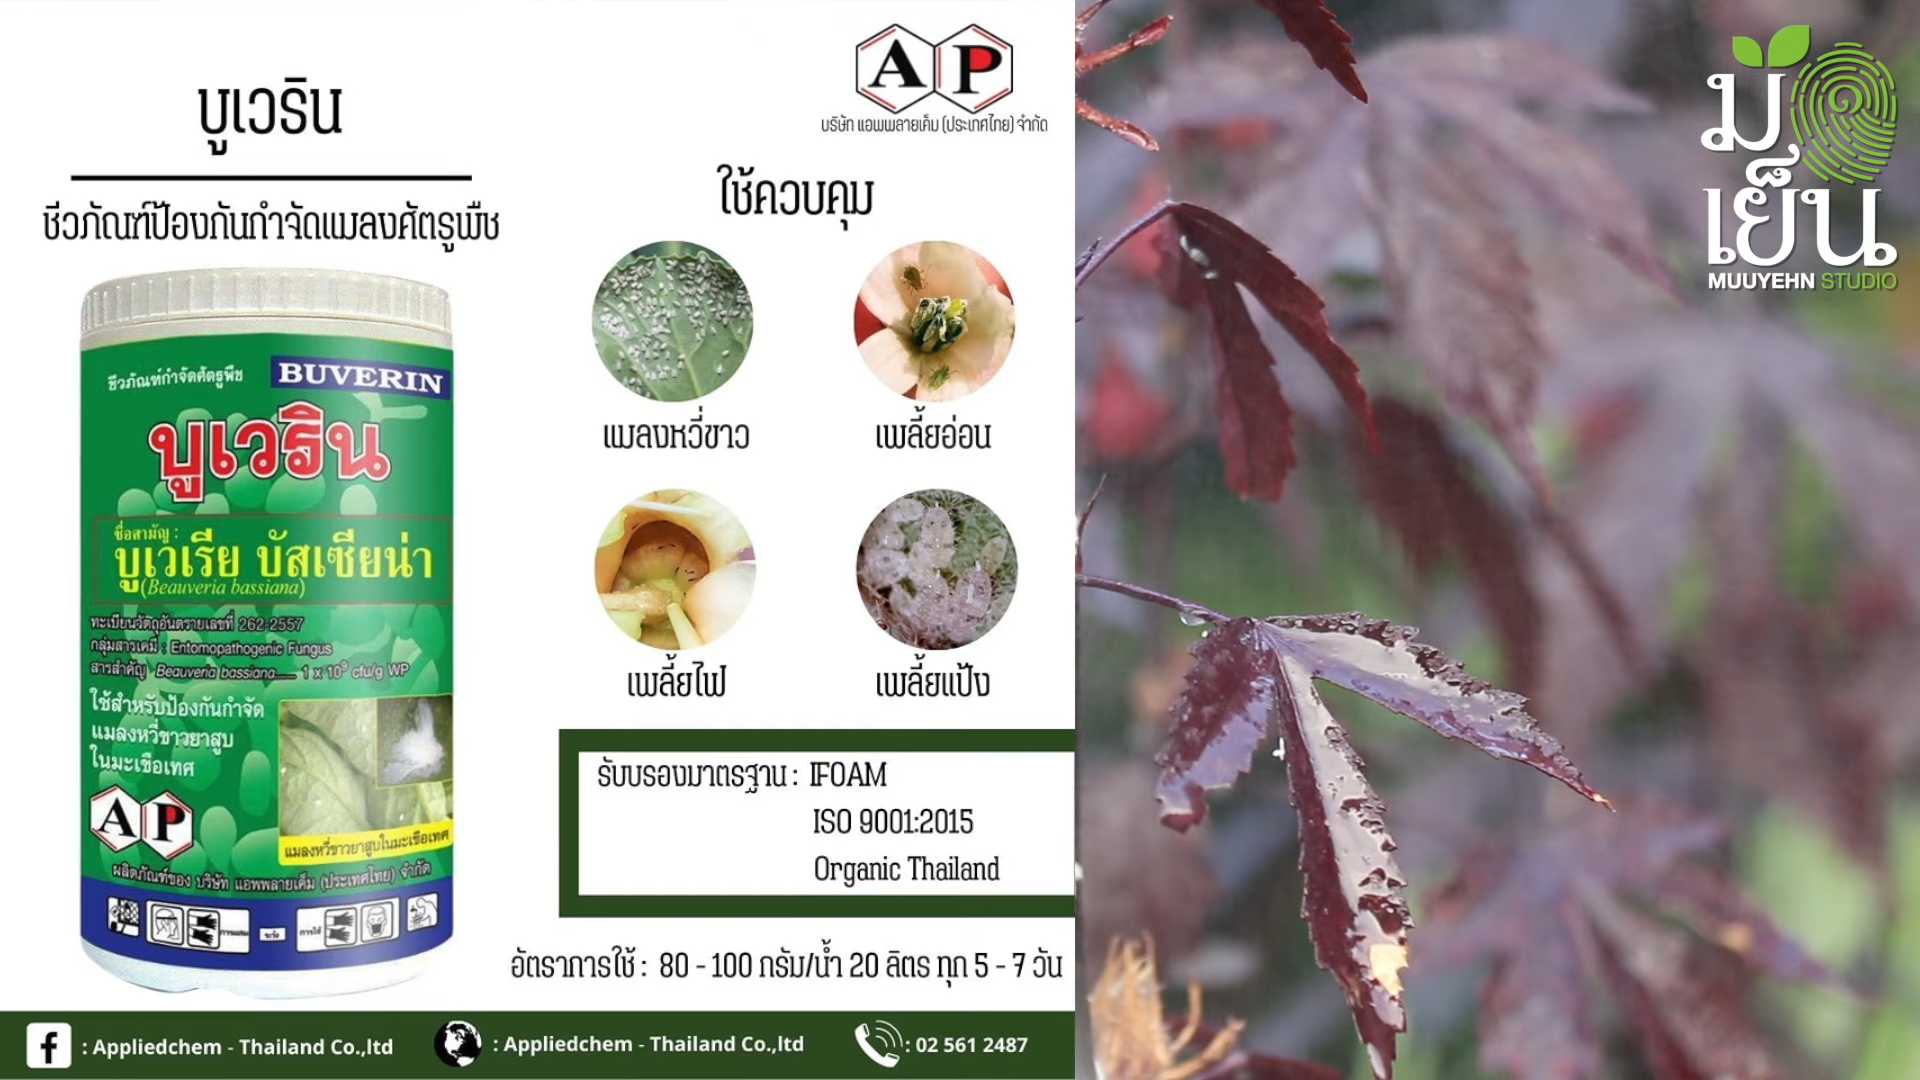 บูเวริน
ชีวภัณฑ์ป้องกันกำจัดแมลงศัตรูพืช
ชีวภัณฑ์กำจัดศัตรูพืช
BUVERIN
บูเวริน
ชื่อสามัญ :
บูเวเรีย บัสเซียน่า
(Beauveria bassiana)
ทะเบียนวัตถุอันตรายเลขที่ 262-2557
กลุ่มสารเคมี : Entomopathogenic Fungus
สารสำคัญ Beauveria bassiana....... 1 x 10⁹ cfu/g WP
ใช้สำหรับป้องกันกำจัด
แมลงหวี่ขาวยาสูบ
ในมะเขือเทศ
AP
แมลงหวี่ขาวยาสูบในมะเขือเทศ
ผลิตภัณฑ์ของ บริษัท แอพพลายเค็ม (ประเทศไทย) จำกัด
AP
บริษัท แอพพลายเค็ม (ประเทศไทย) จำกัด
ใช้ควบคุม
แมลงหวี่ขาว
เพลี้ยอ่อน
เพลี้ยไฟ
เพลี้ยแป้ง
รับบรองมาตรฐาน : IFOAM
ISO 9001:2015
Organic Thailand
อัตราการใช้ : 80 - 100 กรัม/น้ำ 20 ลิตร ทุก 5 - 7 วัน
: Appliedchem - Thailand Co.,ltd
: Appliedchem - Thailand Co.,ltd
: 02 561 2487
มือ
เย็น
MUUYEHN STUDIO